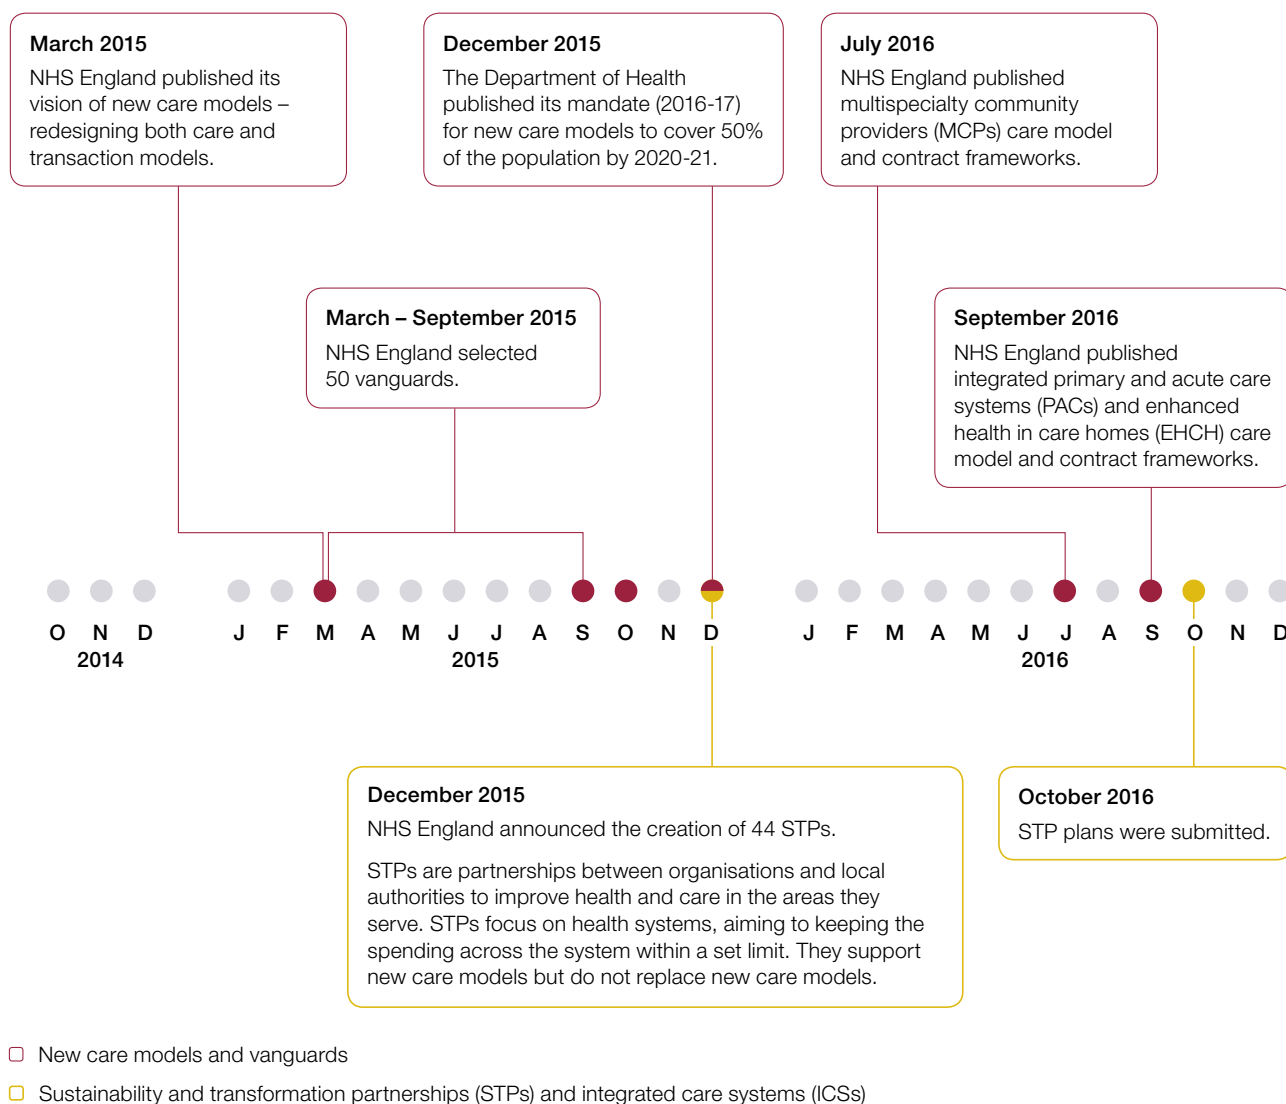 March 2015
NHS England published its
vision of new care models –
redesigning both care and
transaction models.
December 2015
The Department of Health
published its mandate (2016-17)
for new care models to cover 50%
of the population by 2020-21.
July 2016
NHS England published
multispecialty community
providers (MCPs) care model
and contract frameworks.
March – September 2015
NHS England selected
50 vanguards.
September 2016
NHS England published
integrated primary and acute care
systems (PACs) and enhanced
health in care homes (EHCH) care
model and contract frameworks.
O N D J F M A M J J A S O N D J F M A M J J A S O N D
2014 2015 2016
December 2015
NHS England announced the creation of 44 STPs.
STPs are partnerships between organisations and local
authorities to improve health and care in the areas they
serve. STPs focus on health systems, aiming to keeping the
spending across the system within a set limit. They support
new care models but do not replace new care models.
October 2016
STP plans were submitted.
New care models and vanguards
Sustainability and transformation partnerships (STPs) and integrated care systems (ICSs)